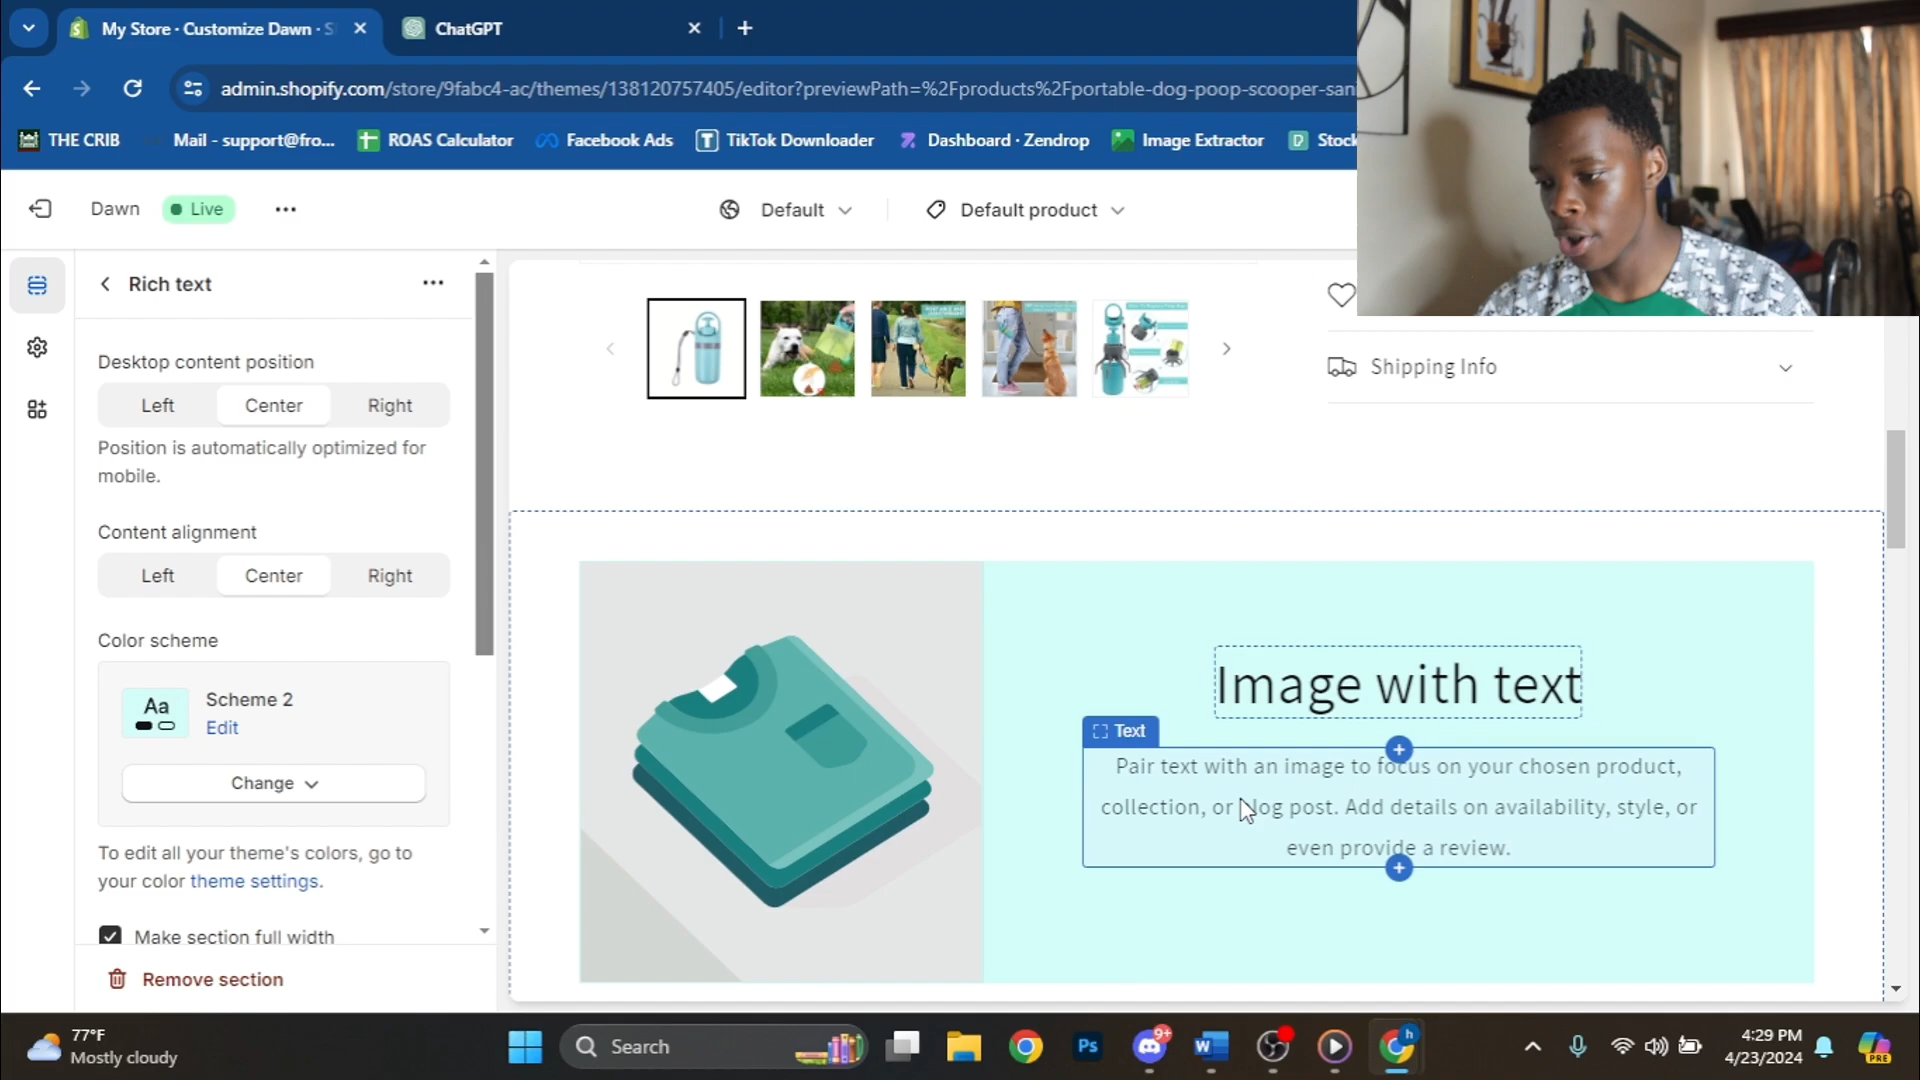 My Store · Customize Dawn · S
ChatGPT
admin.shopify.com/store/9fabc4-ac/themes/138120757405/editor?previewPath=%2Fproducts%2Fportable-dog-poop-scooper-san
THE CRIB
Mail - support@fro...
ROAS Calculator
Facebook Ads
TikTok Downloader
Dashboard · Zendrop
Image Extractor
Stock
Dawn
Live
Default
Default product
Rich text
Desktop content position
Left Center Right
Position is automatically optimized for
mobile.
Content alignment
Left Center Right
Color scheme
Aa
Scheme 2
Edit
Change
To edit all your theme's colors, go to
your color theme settings.
Make section full width
Remove section
Shipping Info
Image with text
Text
Pair text with an image to focus on your chosen product,
collection, or blog post. Add details on availability, style, or
even provide a review.
77°F
Mostly cloudy
Search
Ps
9+
W
h
4:29 PM
4/23/2024
PRE